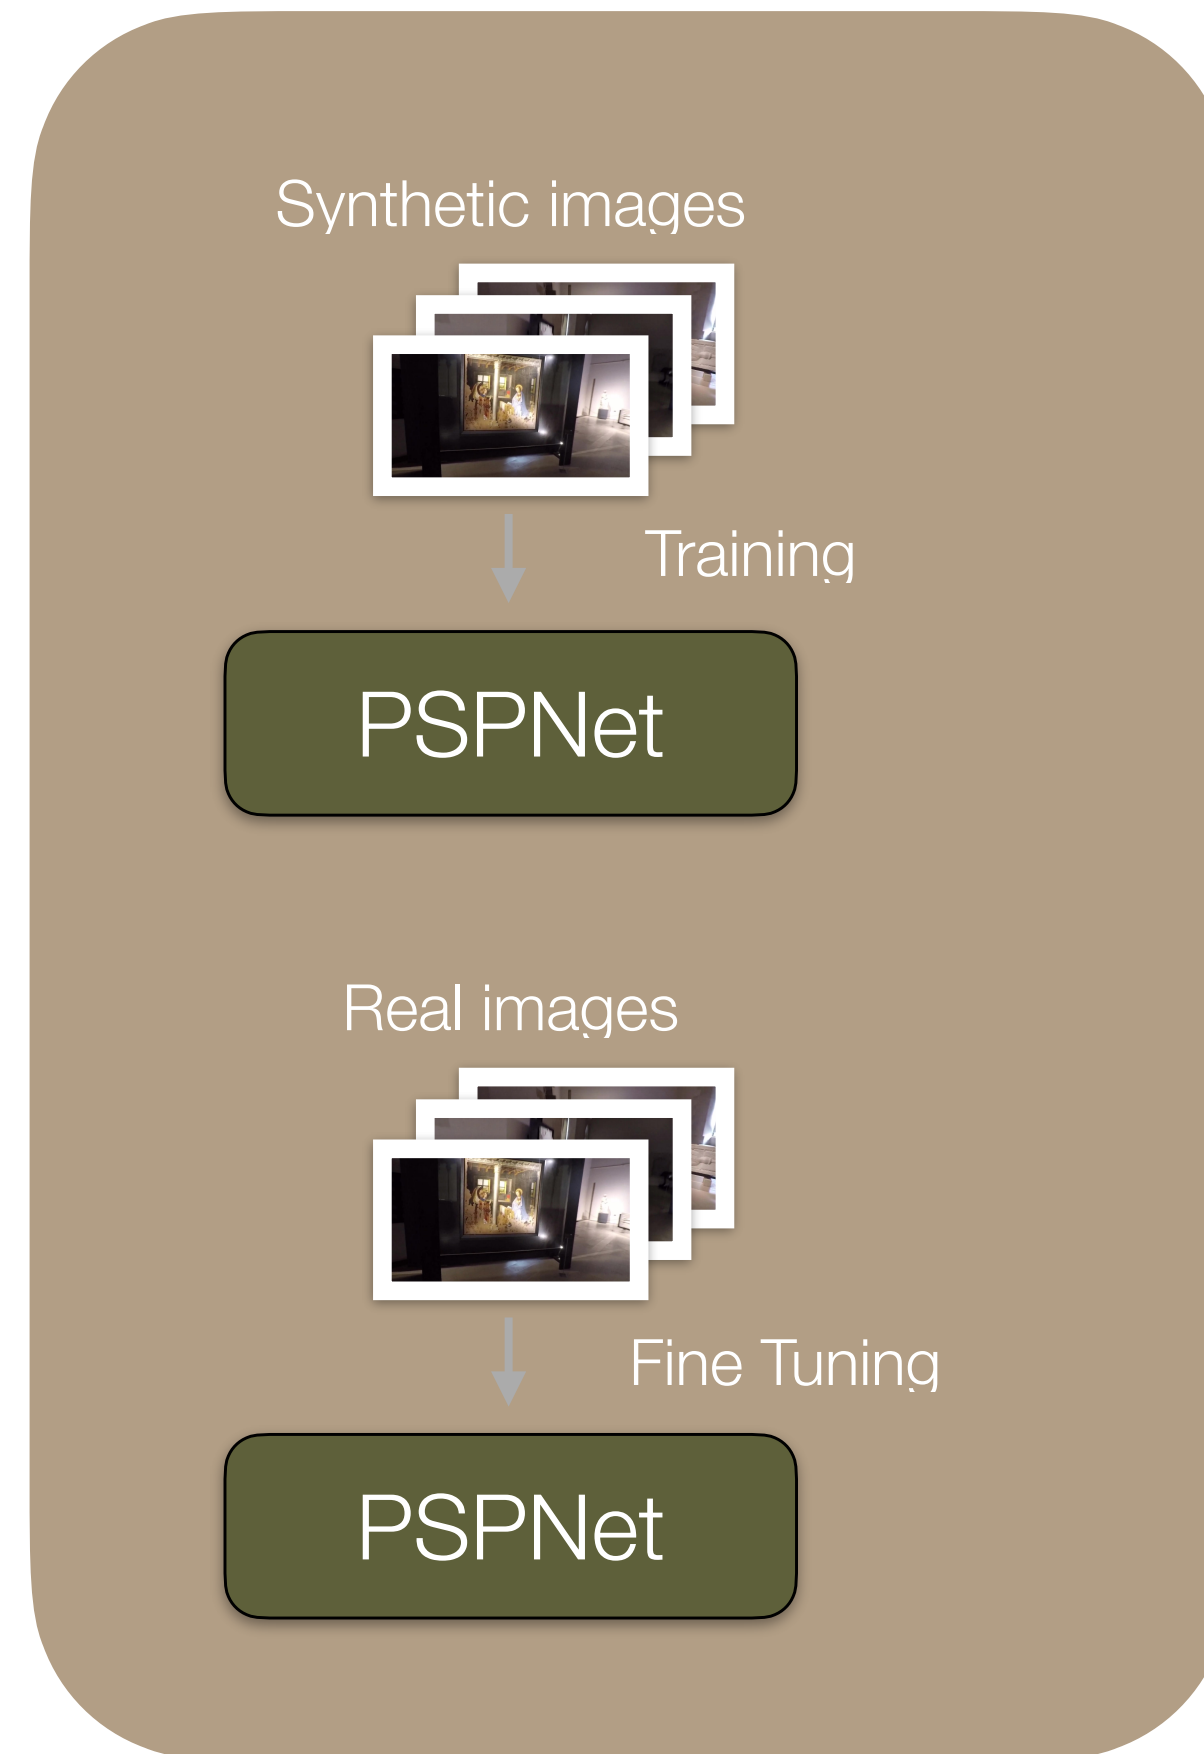 Synthetic images
Training
PSPNet
Real images
Fine Tuning
PSPNet